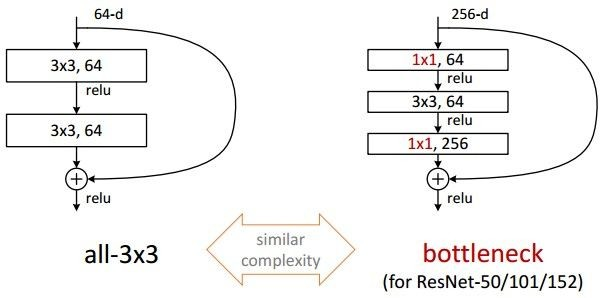 64-d
3x3, 64
relu
3x3, 64
+
relu
all-3x3
similar
complexity
256-d
1x1, 64
relu
3x3, 64
relu
1x1, 256
+
relu
bottleneck
(for ResNet-50/101/152)